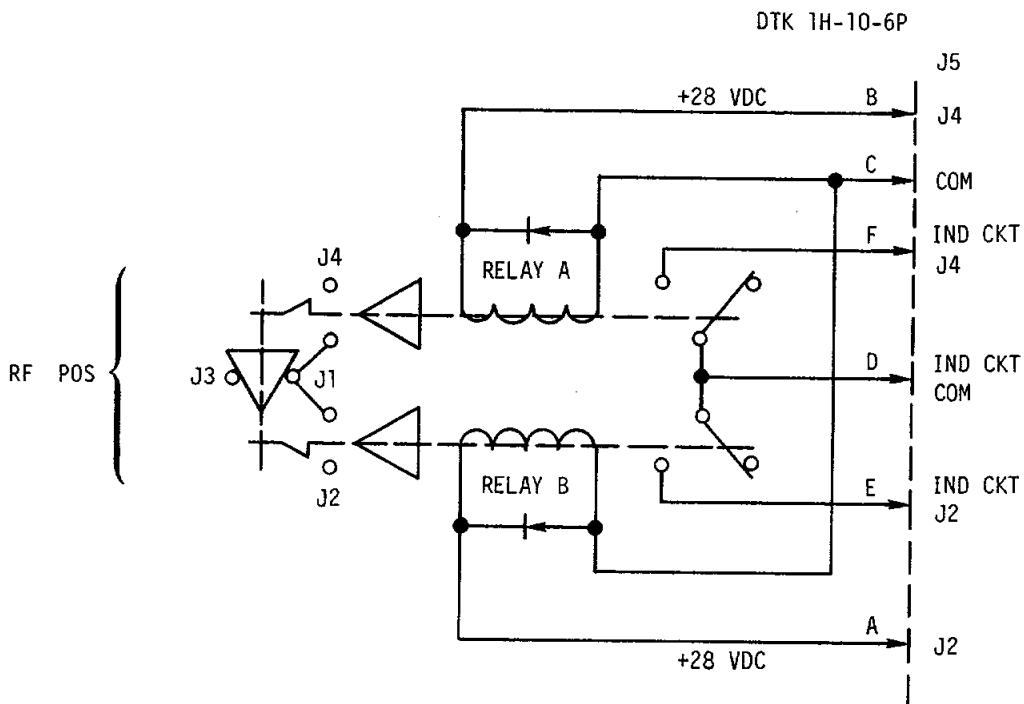 DTK 1H-10-6P
J5
+28 VDC B J4
C COM
F IND CKT
J4
RELAY A
J4
RF POS J3 J1
D IND CKT
COM
J2
RELAY B
E IND CKT
J2
A J2
+28 VDC